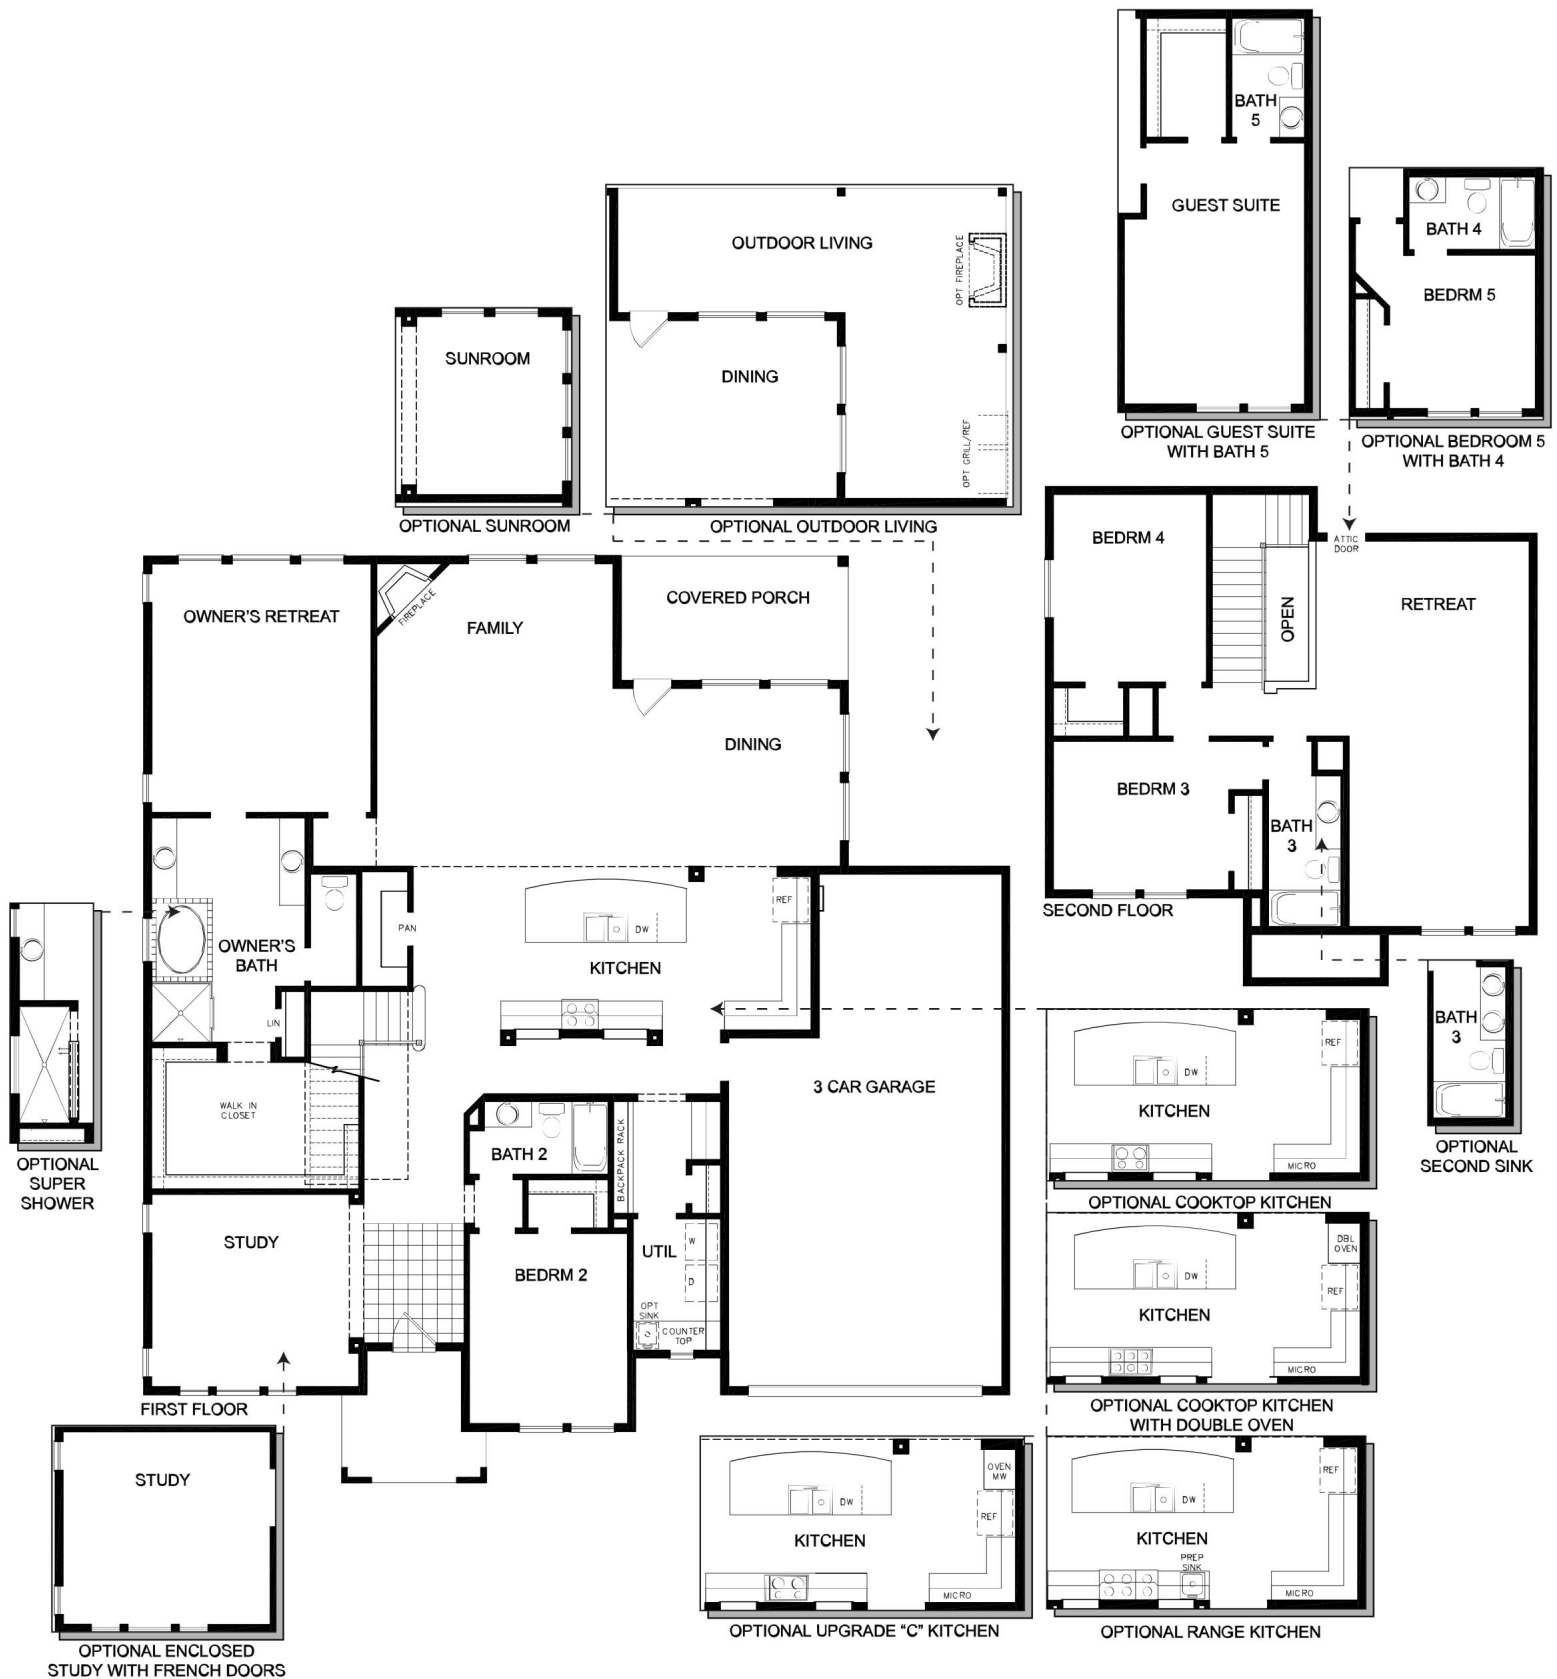 BATH
5
GUEST SUITE
OPTIONAL GUEST SUITE
WITH BATH 5
BATH 4
BEDRM 5
OPTIONAL BEDROOM 5
WITH BATH 4
OUTDOOR LIVING
OPT FIREPLACE
DINING
OPT GRILL/REF
OPTIONAL OUTDOOR LIVING
SUNROOM
OPTIONAL SUNROOM
OWNER'S RETREAT
FIREPLACE
FAMILY
COVERED PORCH
DINING
OWNER'S
BATH
PAN
LIN
WALK IN
CLOSET
REF
DW
KITCHEN
3 CAR GARAGE
BATH 2
BACKPACK RACK
STUDY
BEDRM 2
UTIL
W
D
OPT
SINK
COUNTER
TOP
FIRST FLOOR
OPTIONAL
SUPER
SHOWER
STUDY
OPTIONAL ENCLOSED
STUDY WITH FRENCH DOORS
BEDRM 4
ATTIC
DOOR
OPEN
RETREAT
BEDRM 3
BATH
3
SECOND FLOOR
BATH
3
OPTIONAL
SECOND SINK
REF
DW
KITCHEN
MICRO
OPTIONAL COOKTOP KITCHEN
DBL
OVEN
DW
REF
KITCHEN
MICRO
OPTIONAL COOKTOP KITCHEN
WITH DOUBLE OVEN
OVEN
MW
DW
REF
KITCHEN
MICRO
OPTIONAL UPGRADE “C” KITCHEN
REF
DW
KITCHEN
PREP
SINK
MICRO
OPTIONAL RANGE KITCHEN